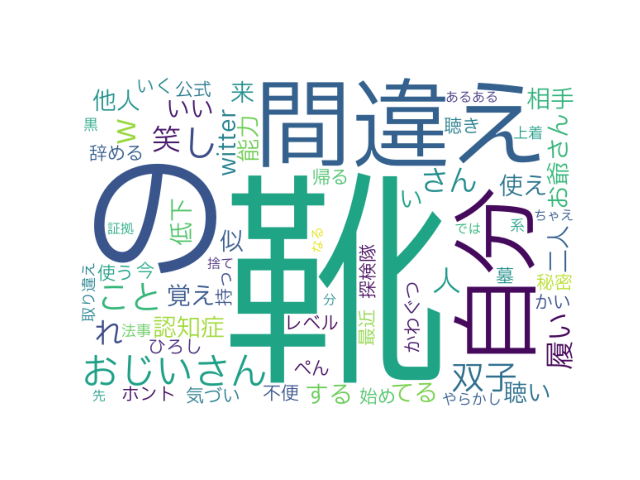 いく
公式
他人
いい
来
あるある
相手
黒
w
笑
し
witter
能力
間違え
聴き
上着
お爺さん
辞める
帰る
さん
使え
の
靴
い
ちゃえ
証拠
低下
似
なる
では
系
二人
自分
捨て
探検隊
人
墓
秘密
取り違え
使う
今
持っ
かわぐつ
こと
覚え
分
かい
れ
法事
認知症
レベル
最近
履い
ひろし
おじいさん
ぺん
双子
先
ホント
気づい
不便
する
始め
てる
やらかし
聴い